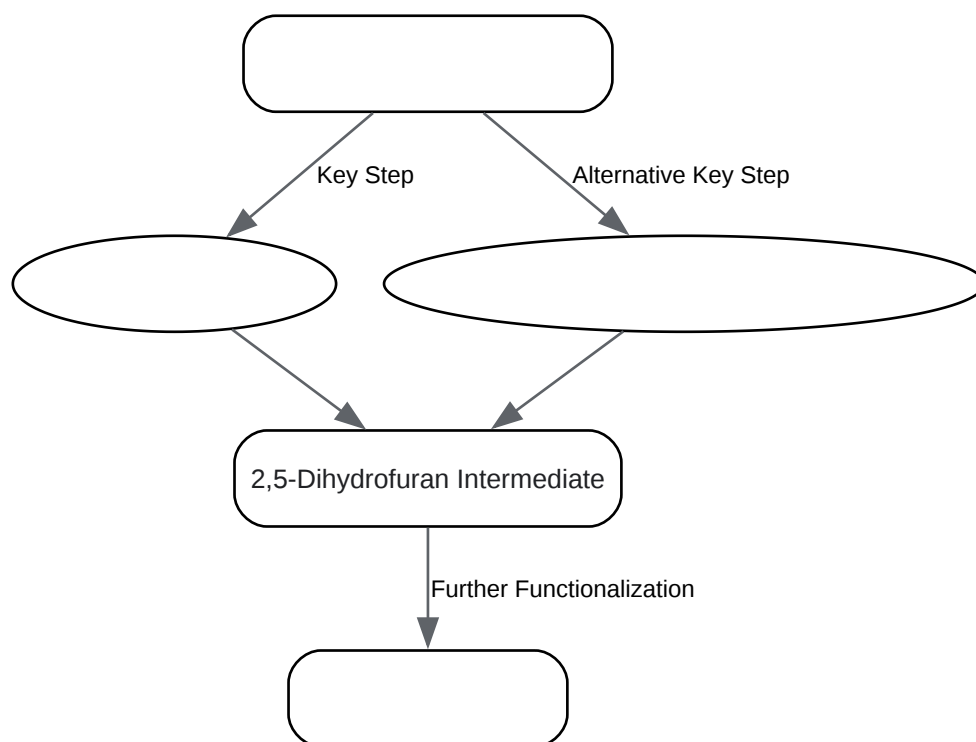 Key Step
Alternative Key Step
2,5-Dihydrofuran Intermediate
Further Functionalization